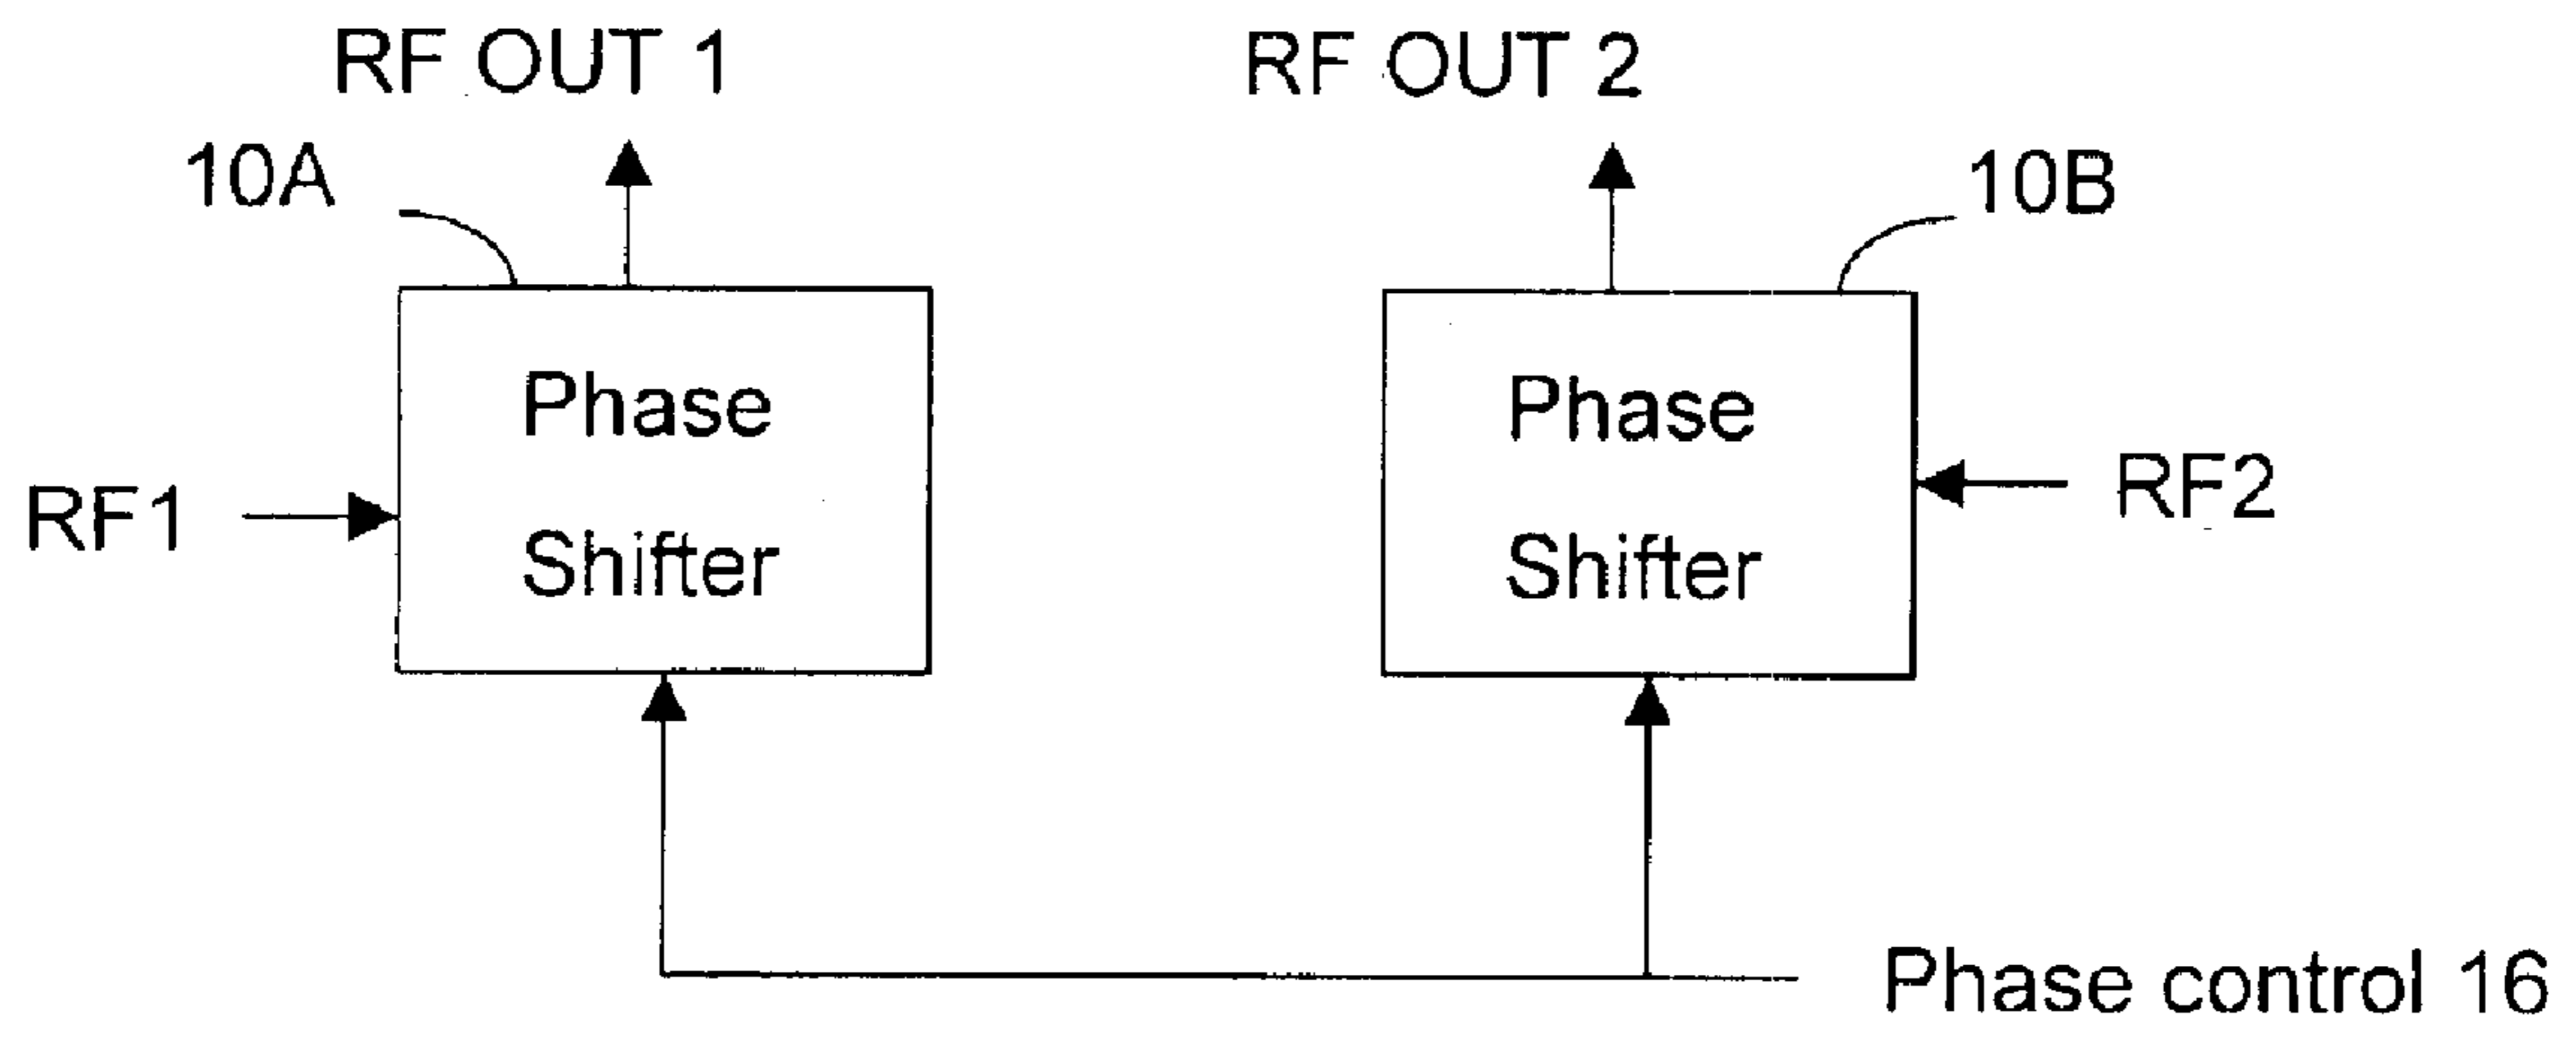 RF OUT 1
RF OUT 2
10A
10B
Phase
Shifter
Phase
Shifter
RF1
RF2
Phase control 16